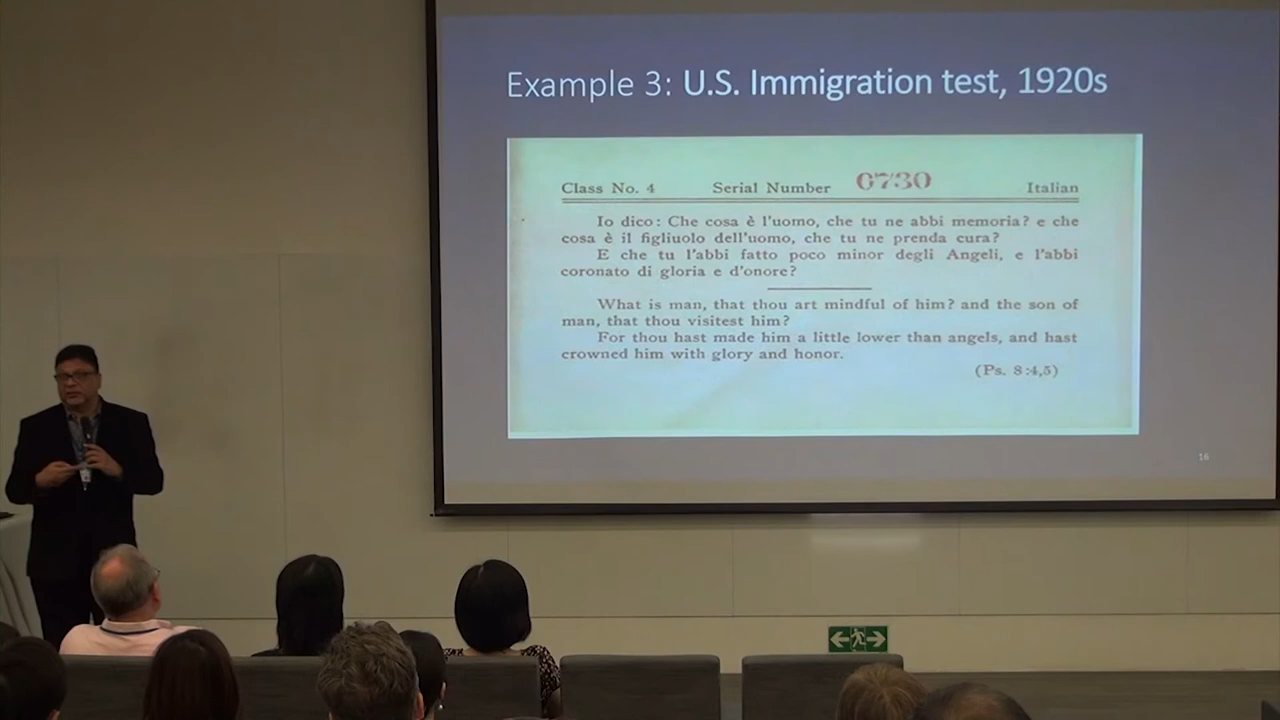 Example 3: U.S. Immigration test, 1920s
Class No. 4 Serial Number 0730 Italian
Io dico: Che cosa è l'uomo, che tu ne abbi memoria? e che
cosa è il figliuolo dell'uomo, che tu ne prenda cura?
E che tu l'abbi fatto poco minor degli Angeli, e l'abbi
coronato di gloria e d'onore?
What is man, that thou art mindful of him? and the son of
man, that thou visitest him?
For thou hast made him a little lower than angels, and hast
crowned him with glory and honor.
(Ps. 8:4,5)
16